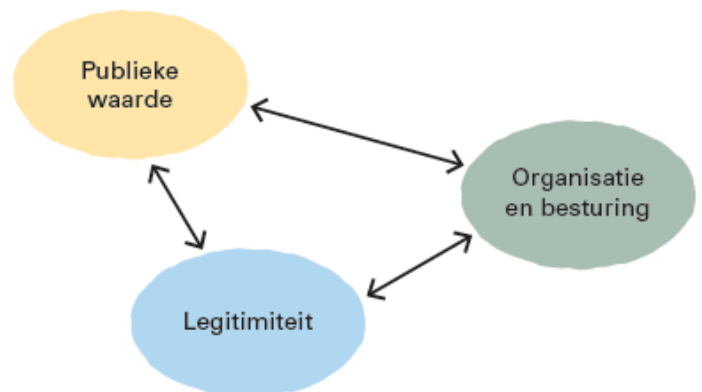 Publieke
waarde
Organisatie
en besturing
Legitimiteit